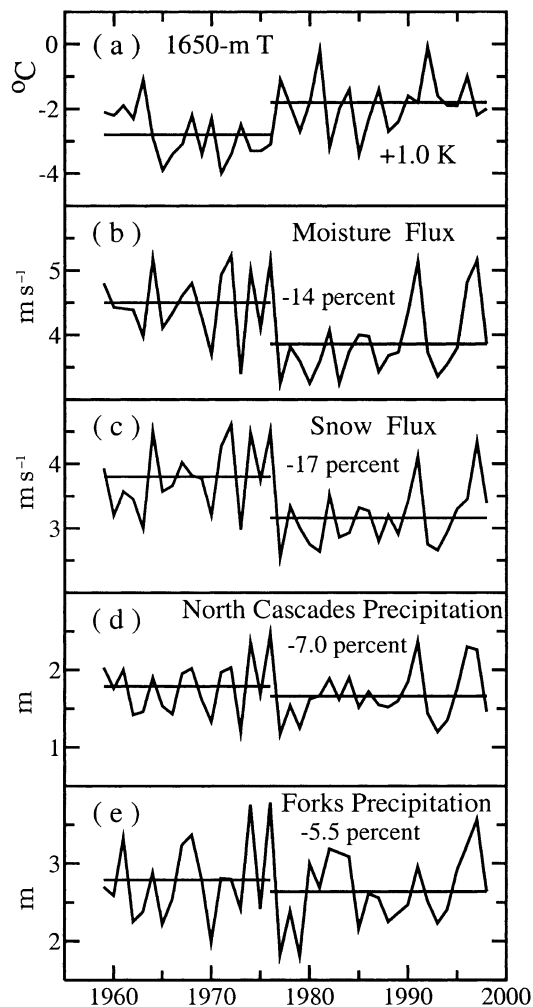 ( a ) 1650-m T
0
-2
-4
°C
+1.0 K
( b ) Moisture Flux
5
4
m s⁻¹
-14 percent
( c ) Snow Flux
4
3
m s⁻¹
-17 percent
( d ) North Cascades Precipitation
2
1
m
-7.0 percent
( e ) Forks Precipitation
3
2
m
-5.5 percent
1960 1970 1980 1990 2000